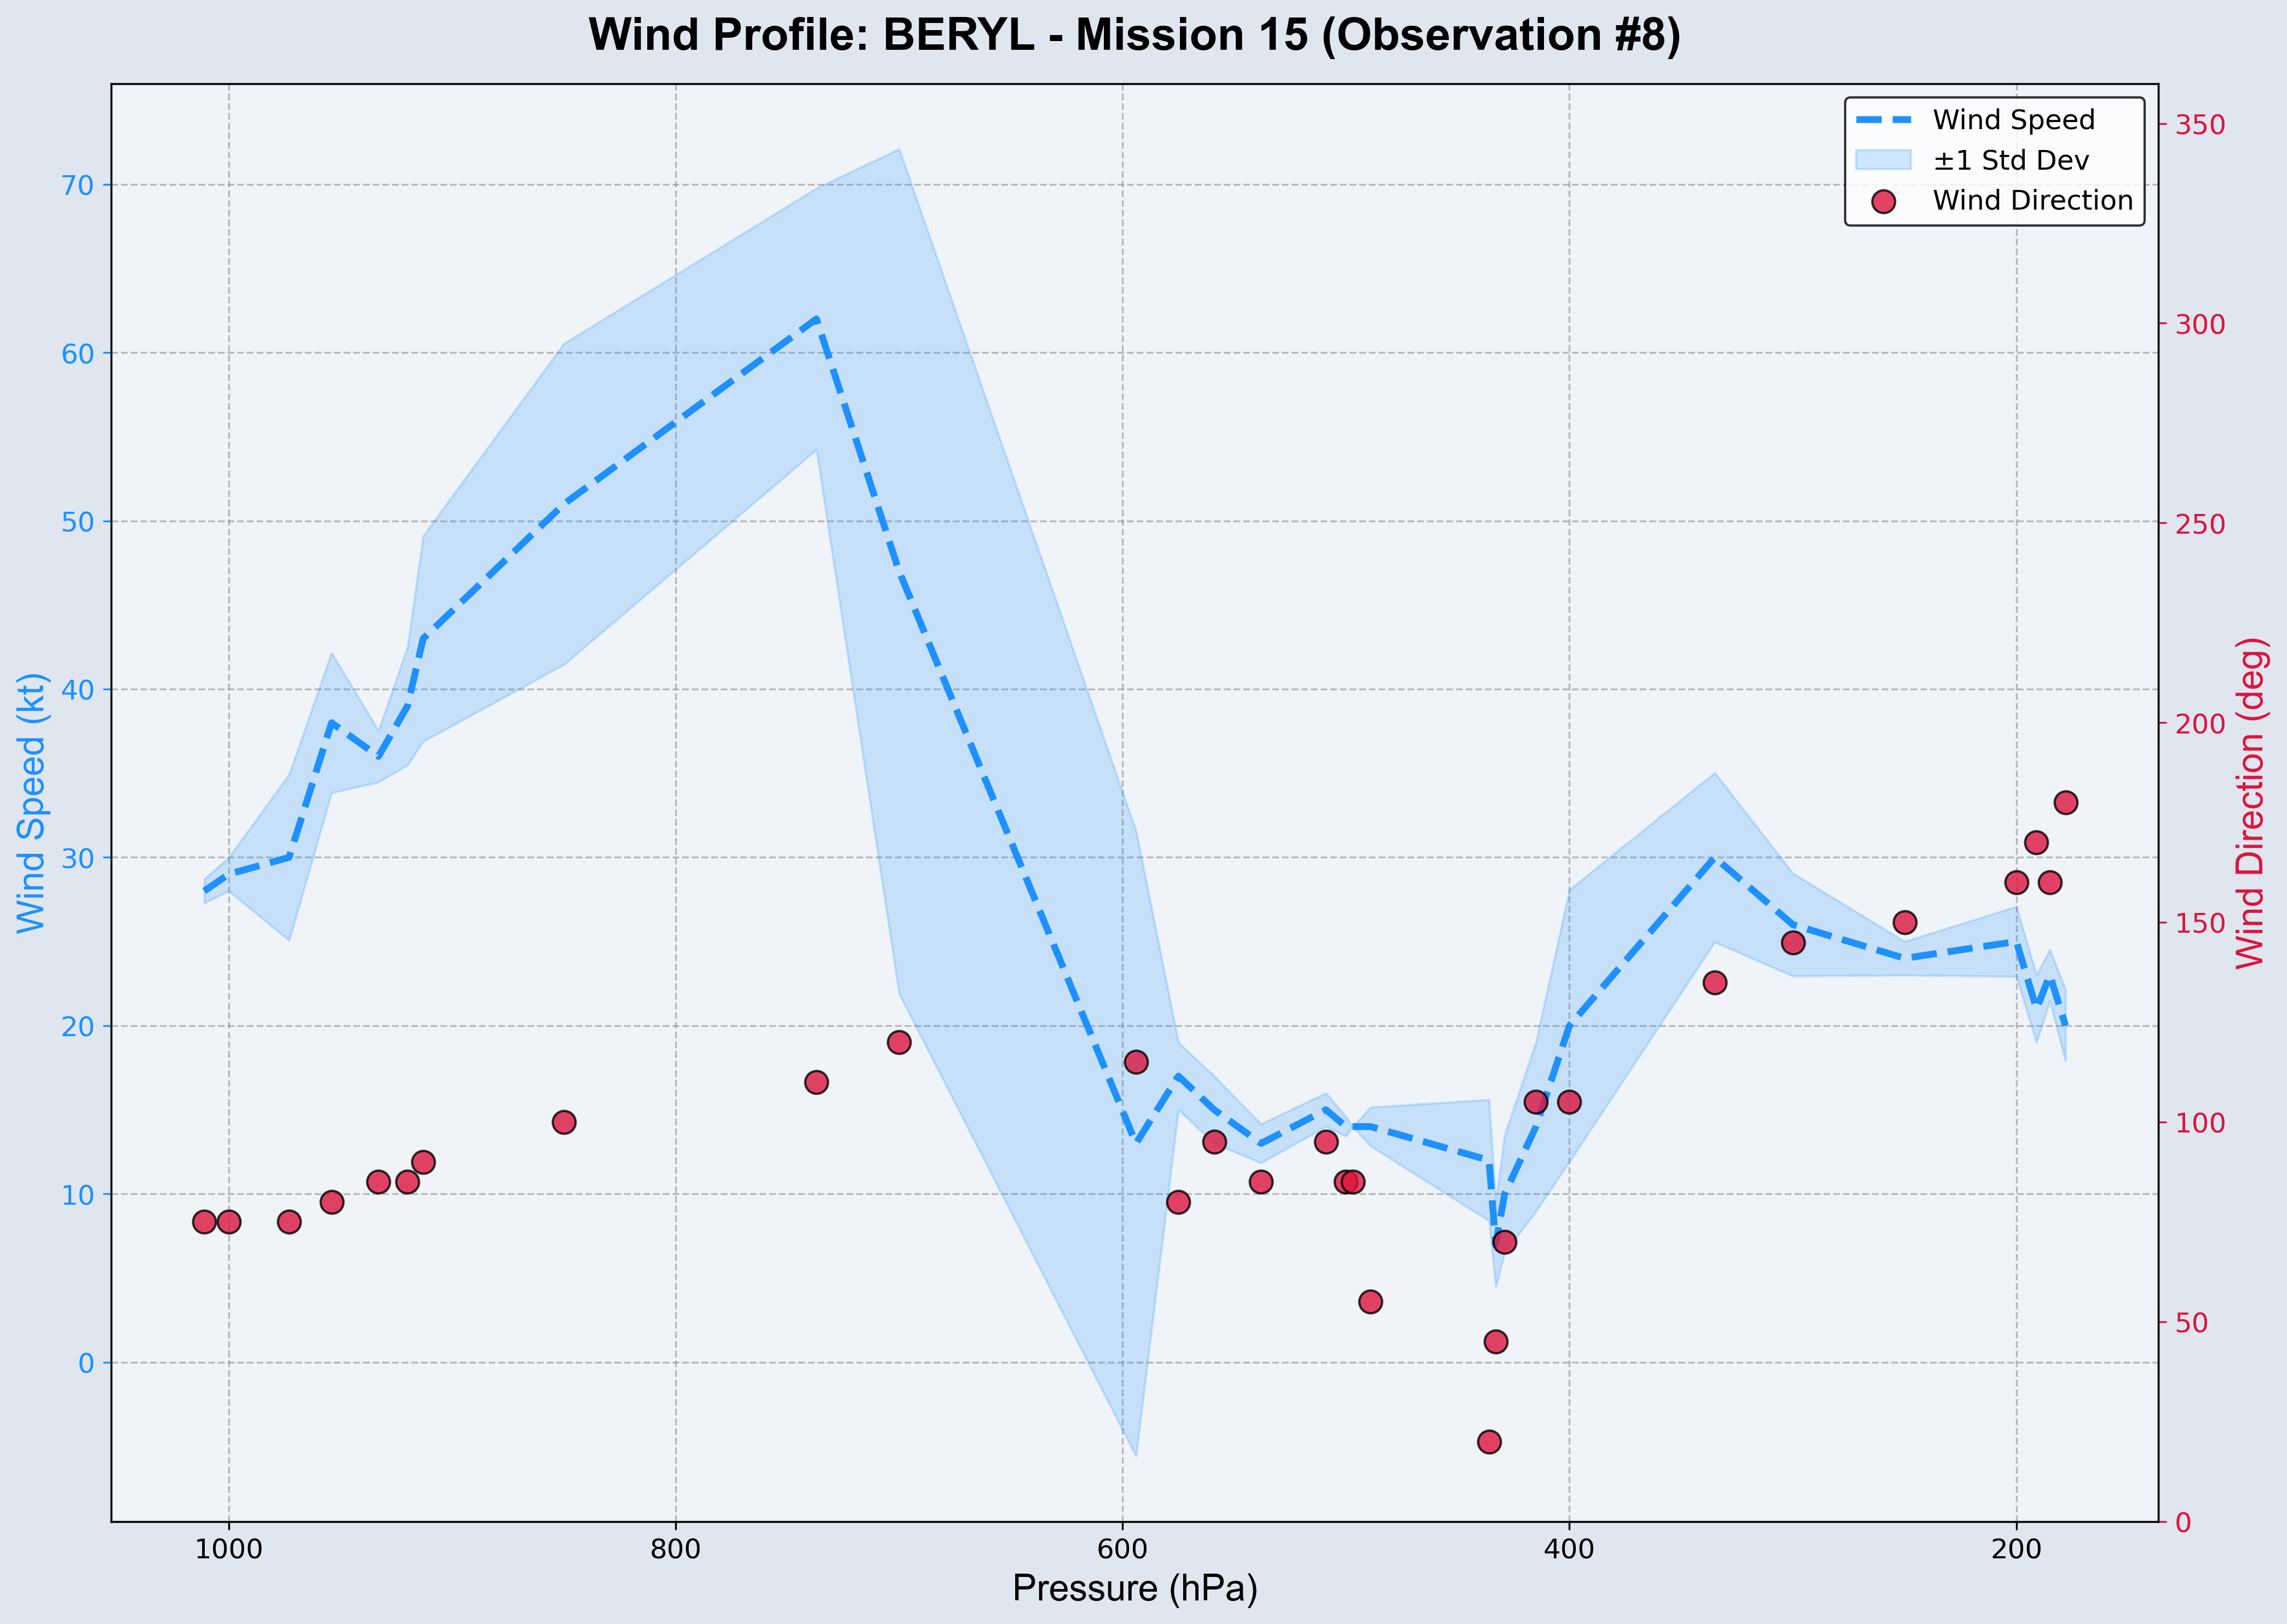 Wind Profile: BERYL - Mission 15 (Observation #8)
Wind Speed
±1 Std Dev
Wind Direction
Wind Speed (kt)
70
60
50
40
30
20
10
0
350
300
250
200
150
100
50
0
Wind Direction (deg)
1000 800 600 400 200
Pressure (hPa)